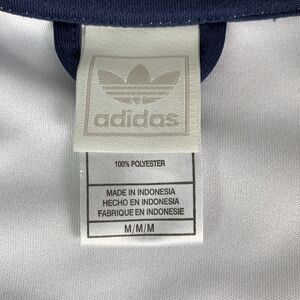 adidas
100% POLYESTER
MADE IN INDONESIA
HECHO EN INDONESIA
FABRIQUE EN INDONESIE
M/M/M